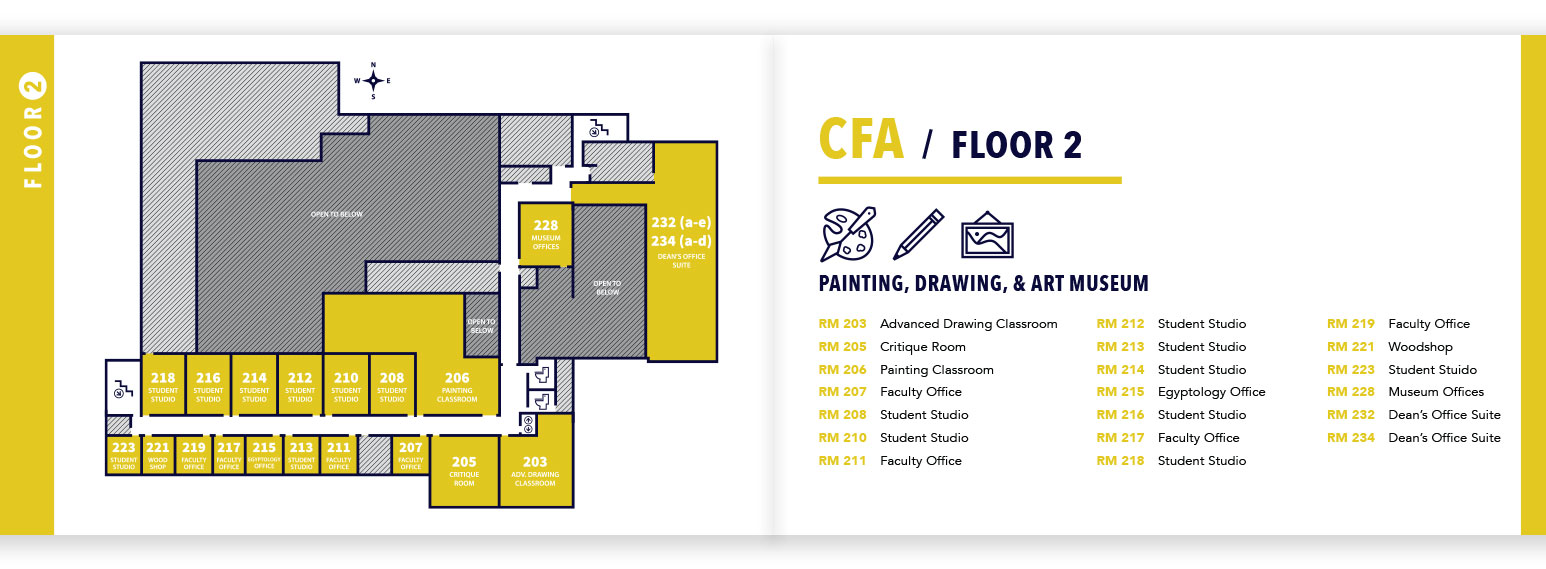 FLOOR 2
N
W E
S
OPEN TO BELOW
228
MUSEUM
OFFICES
232 (a-e)
234 (a-d)
DEAN'S OFFICE
SUITE
OPEN TO
BELOW
OPEN TO
BELOW
218
STUDENT
STUDIO
216
STUDENT
STUDIO
214
STUDENT
STUDIO
212
STUDENT
STUDIO
210
STUDENT
STUDIO
208
STUDENT
STUDIO
206
PAINTING
CLASSROOM
223
STUDENT
STUDIO
221
WOOD
SHOP
219
FACULTY
OFFICE
217
FACULTY
OFFICE
215
EGYPTOLOGY
OFFICE
213
STUDENT
STUDIO
211
FACULTY
OFFICE
207
FACULTY
OFFICE
205
CRITIQUE
ROOM
203
ADV. DRAWING
CLASSROOM
CFA / FLOOR 2
PAINTING, DRAWING, & ART MUSEUM
RM 203 Advanced Drawing Classroom
RM 205 Critique Room
RM 206 Painting Classroom
RM 207 Faculty Office
RM 208 Student Studio
RM 210 Student Studio
RM 211 Faculty Office
RM 212 Student Studio
RM 213 Student Studio
RM 214 Student Studio
RM 215 Egyptology Office
RM 216 Student Studio
RM 217 Faculty Office
RM 218 Student Studio
RM 219 Faculty Office
RM 221 Woodshop
RM 223 Student Stuido
RM 228 Museum Offices
RM 232 Dean's Office Suite
RM 234 Dean's Office Suite